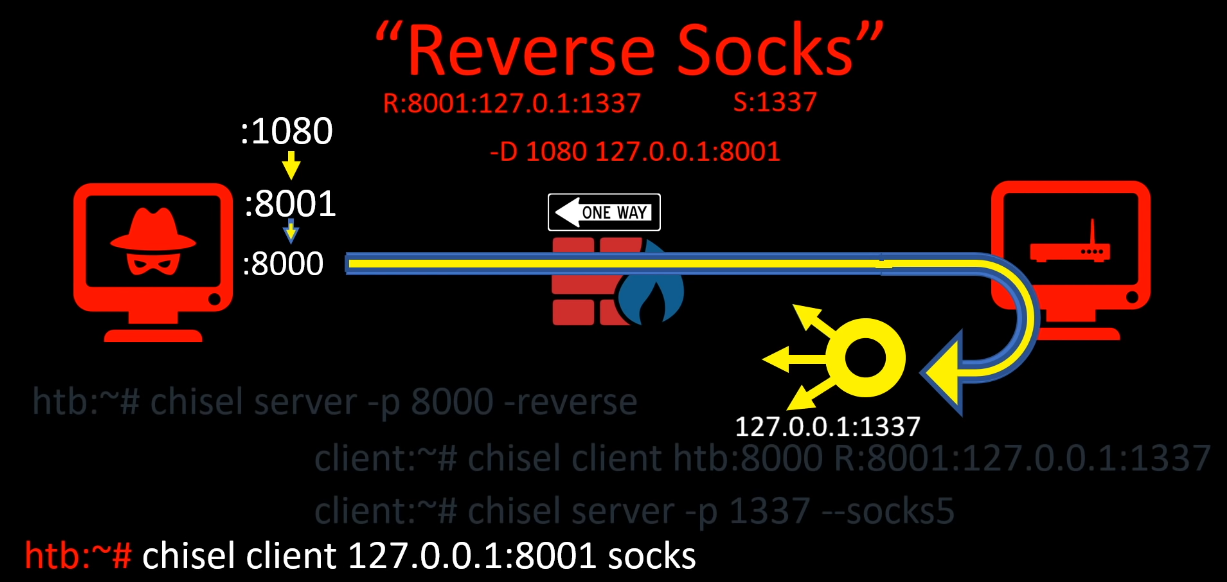 “Reverse Socks”
R:8001:127.0.1:1337 S:1337
:1080
-D 1080 127.0.0.1:8001
:8001
ONE WAY
:8000
htb:~# chisel server -p 8000 -reverse
127.0.0.1:1337
client:~# chisel client htb:8000 R:8001:127.0.0.1:1337
client:~# chisel server -p 1337 --socks5
htb:~# chisel client 127.0.0.1:8001 socks